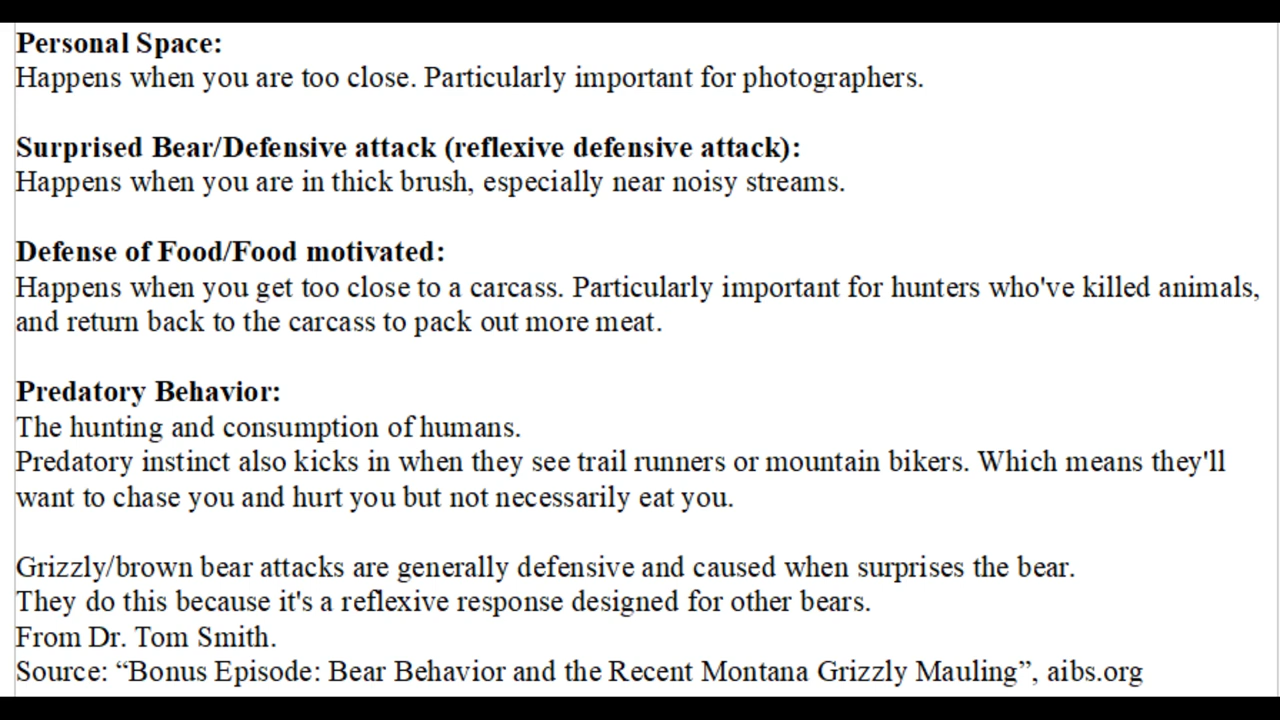 Personal Space:
Happens when you are too close. Particularly important for photographers.
Surprised Bear/Defensive attack (reflexive defensive attack):
Happens when you are in thick brush, especially near noisy streams.
Defense of Food/Food motivated:
Happens when you get too close to a carcass. Particularly important for hunters who've killed animals,
and return back to the carcass to pack out more meat.
Predatory Behavior:
The hunting and consumption of humans.
Predatory instinct also kicks in when they see trail runners or mountain bikers. Which means they'll
want to chase you and hurt you but not necessarily eat you.
Grizzly/brown bear attacks are generally defensive and caused when surprises the bear.
They do this because it's a reflexive response designed for other bears.
From Dr. Tom Smith.
Source: “Bonus Episode: Bear Behavior and the Recent Montana Grizzly Mauling”, aibs.org